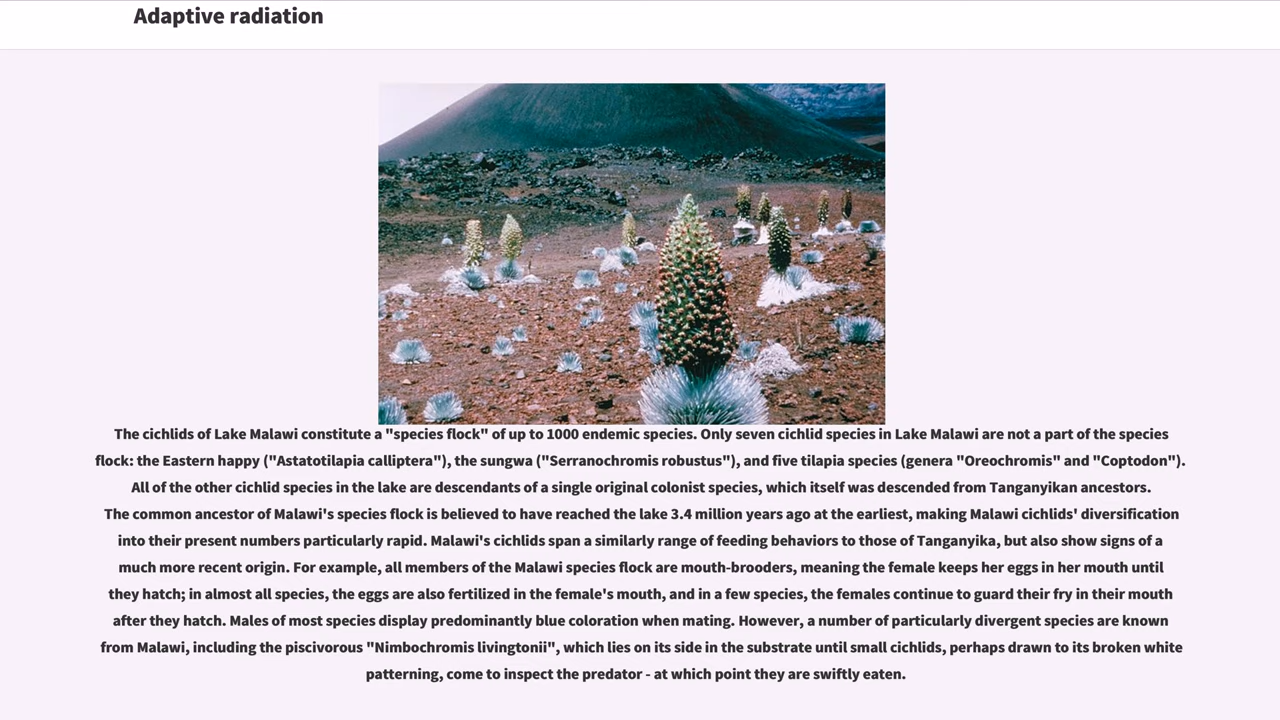 Adaptive radiation
The cichlids of Lake Malawi constitute a "species flock" of up to 1000 endemic species. Only seven cichlid species in Lake Malawi are not a part of the species
flock: the Eastern happy ("Astatotilapia calliptera"), the sungwa ("Serranochromis robustus"), and five tilapia species (genera "Oreochromis" and "Coptodon").
All of the other cichlid species in the lake are descendants of a single original colonist species, which itself was descended from Tanganyikan ancestors.
The common ancestor of Malawi's species flock is believed to have reached the lake 3.4 million years ago at the earliest, making Malawi cichlids' diversification
into their present numbers particularly rapid. Malawi's cichlids span a similarly range of feeding behaviors to those of Tanganyika, but also show signs of a
much more recent origin. For example, all members of the Malawi species flock are mouth-brooders, meaning the female keeps her eggs in her mouth until
they hatch; in almost all species, the eggs are also fertilized in the female's mouth, and in a few species, the females continue to guard their fry in their mouth
after they hatch. Males of most species display predominantly blue coloration when mating. However, a number of particularly divergent species are known
from Malawi, including the piscivorous "Nimbochromis livingtonii", which lies on its side in the substrate until small cichlids, perhaps drawn to its broken white
patterning, come to inspect the predator - at which point they are swiftly eaten.